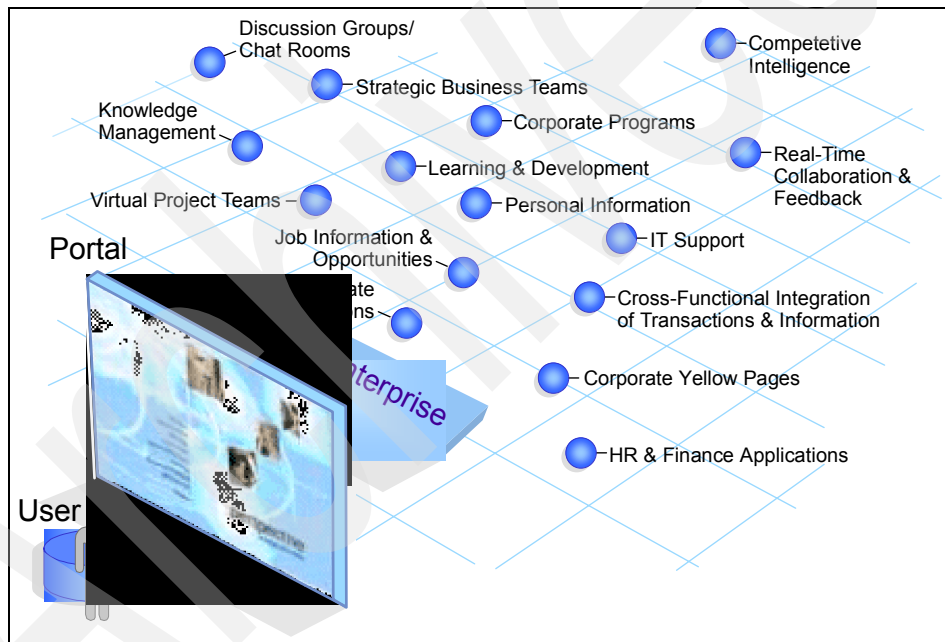 Discussion Groups/
Chat Rooms
Competetive
Intelligence
Strategic Business Teams
Knowledge
Management
Corporate Programs
Learning & Development
Real-Time
Collaboration &
Feedback
Virtual Project Teams
Personal Information
Job Information &
Opportunities
IT Support
Portal
Cross-Functional Integration
of Transactions & Information
Corporate Yellow Pages
HR & Finance Applications
User